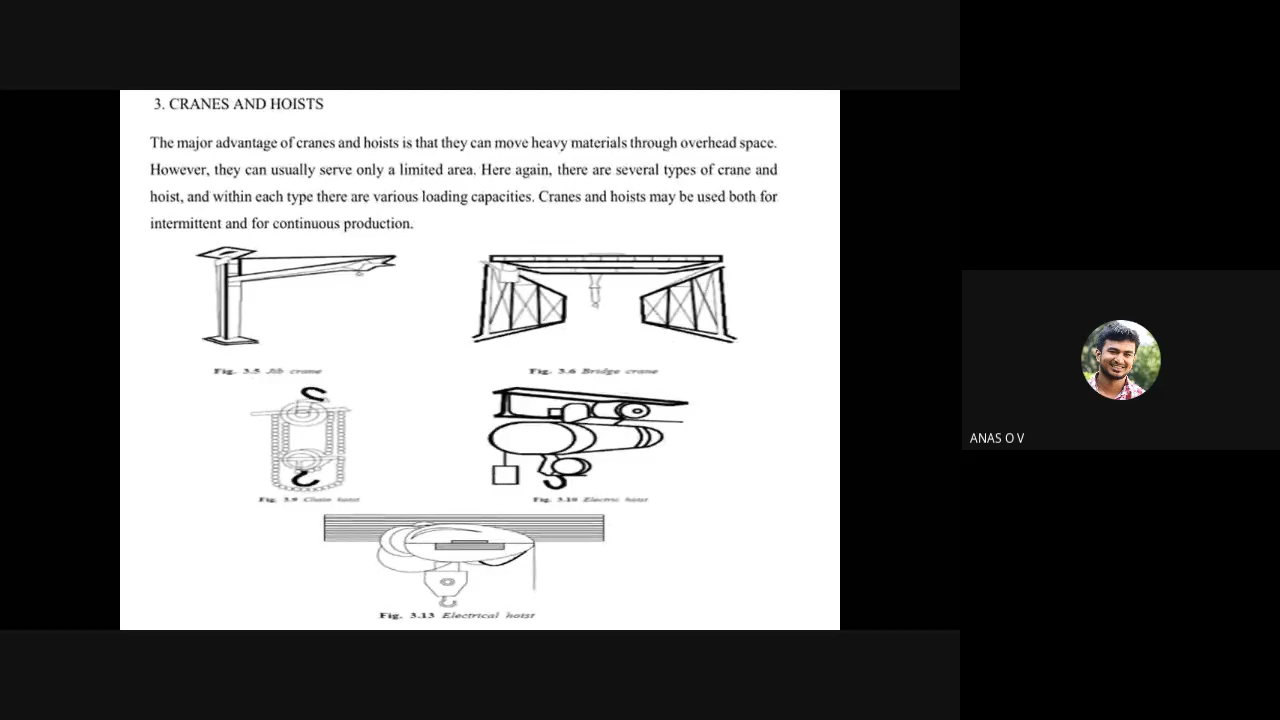 3. CRANES AND HOISTS
The major advantage of cranes and hoists is that they can move heavy materials through overhead space.
However, they can usually serve only a limited area. Here again, there are several types of crane and
hoist, and within each type there are various loading capacities. Cranes and hoists may be used both for
intermittent and for continuous production.
Fig. 3.5 Jib crane
Fig. 3.6 Bridge crane
Fig. 3.9 Chain hoist
Fig. 3.10 Electric hoist
Fig. 3.13 Electrical hoist
ANAS O V